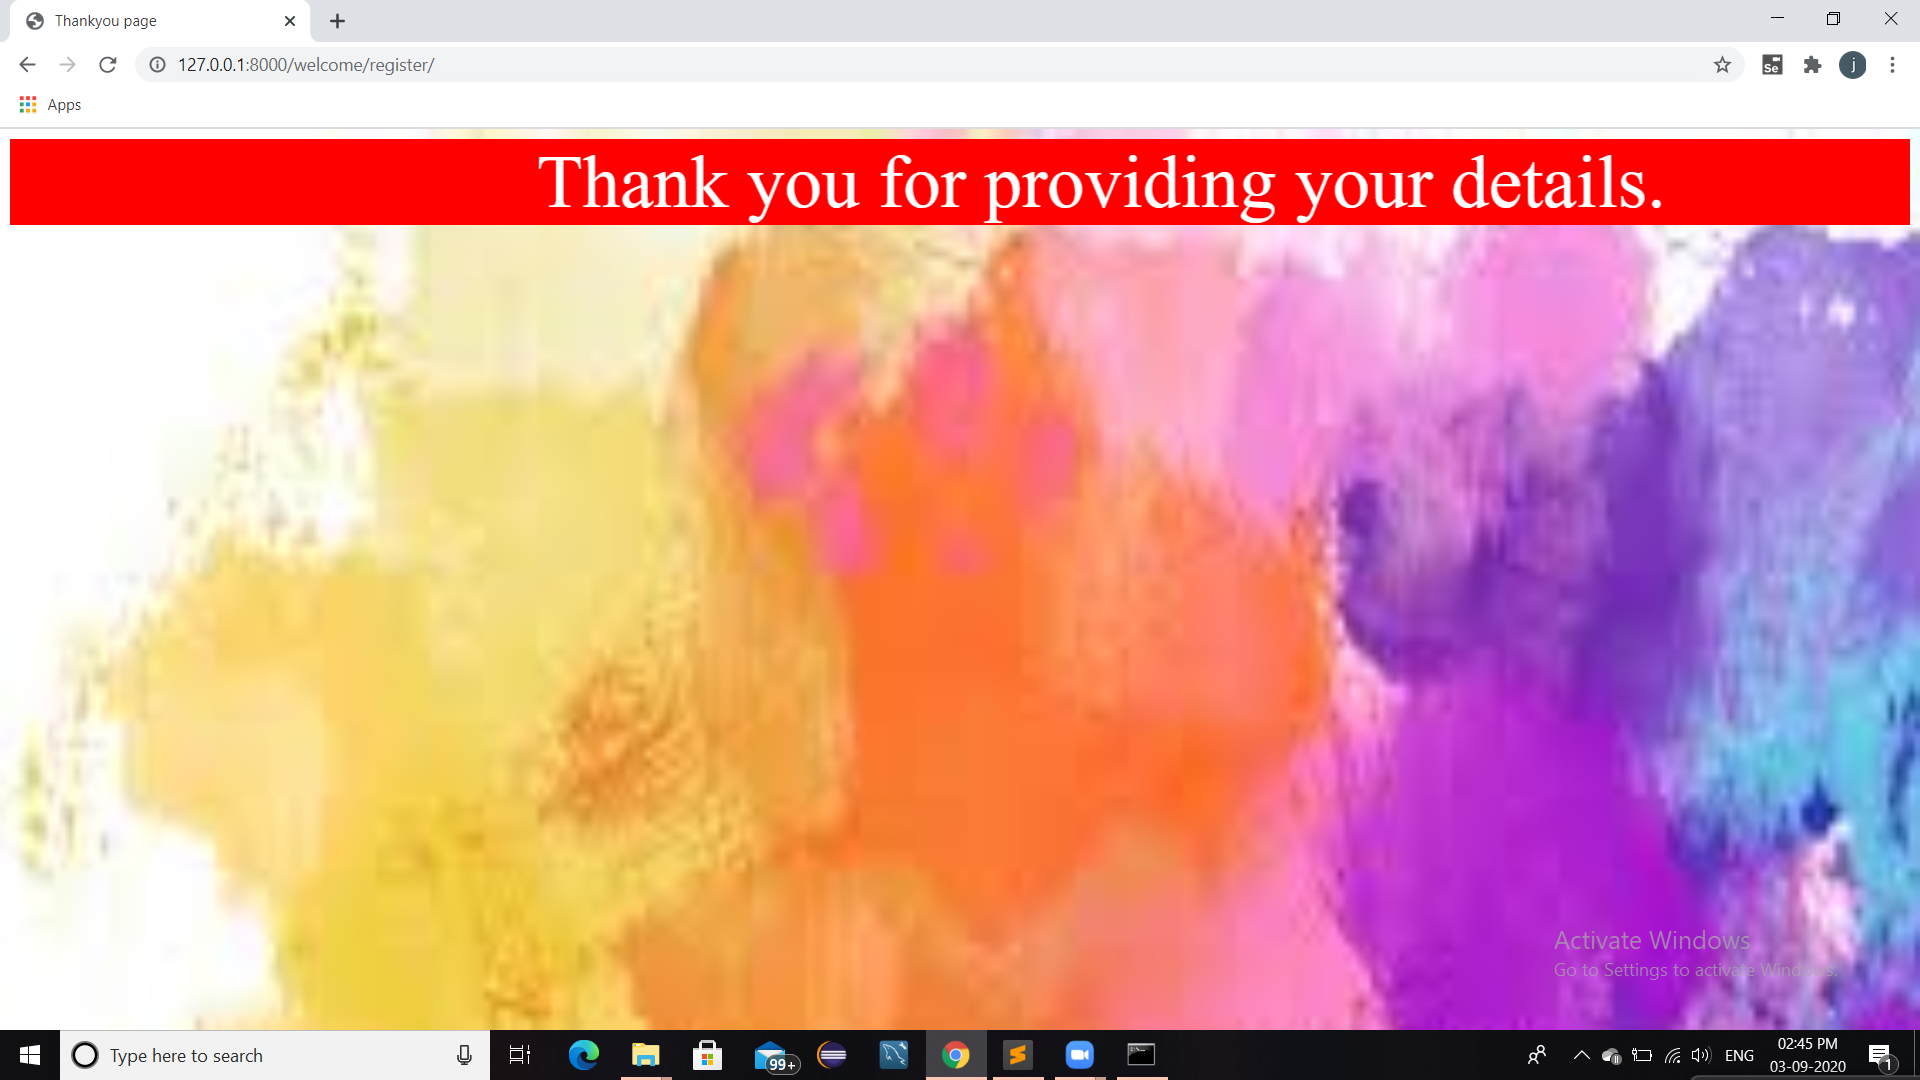 Thankyou page
127.0.0.1:8000/welcome/register/
Se
j
Apps
Thank you for providing your details.
Activate Windows
Go to Settings to activate Windows.
Type here to search
99+
ENG
02:45 PM
03-09-2020
1